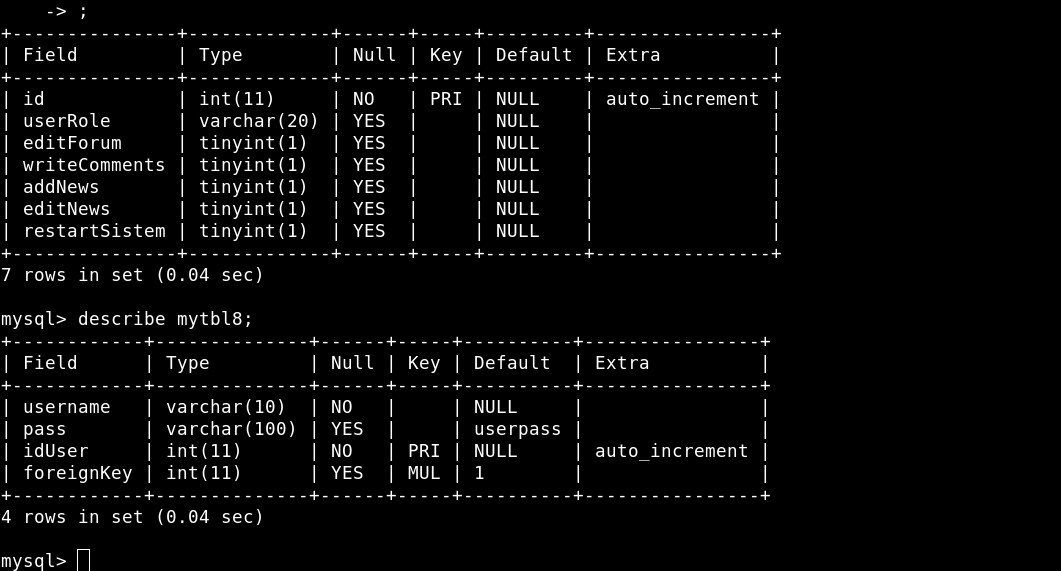 -> ;
+---------------+-------------+------+-----+---------+----------------+
| Field         | Type        | Null | Key | Default | Extra          |
+---------------+-------------+------+-----+---------+----------------+
| id            | int(11)     | NO   | PRI | NULL    | auto_increment |
| userRole      | varchar(20) | YES  |     | NULL    |                |
| editForum     | tinyint(1)  | YES  |     | NULL    |                |
| writeComments | tinyint(1)  | YES  |     | NULL    |                |
| addNews       | tinyint(1)  | YES  |     | NULL    |                |
| editNews      | tinyint(1)  | YES  |     | NULL    |                |
| restartSistem | tinyint(1)  | YES  |     | NULL    |                |
+---------------+-------------+------+-----+---------+----------------+
7 rows in set (0.04 sec)

mysql> describe mytbl8;
+------------+--------------+------+-----+----------+----------------+
| Field      | Type         | Null | Key | Default  | Extra          |
+------------+--------------+------+-----+----------+----------------+
| username   | varchar(10)  | NO   |     | NULL     |                |
| pass       | varchar(100) | YES  |     | userpass |                |
| idUser     | int(11)      | NO   | PRI | NULL     | auto_increment |
| foreignKey | int(11)      | YES  | MUL | 1        |                |
+------------+--------------+------+-----+----------+----------------+
4 rows in set (0.04 sec)

mysql>